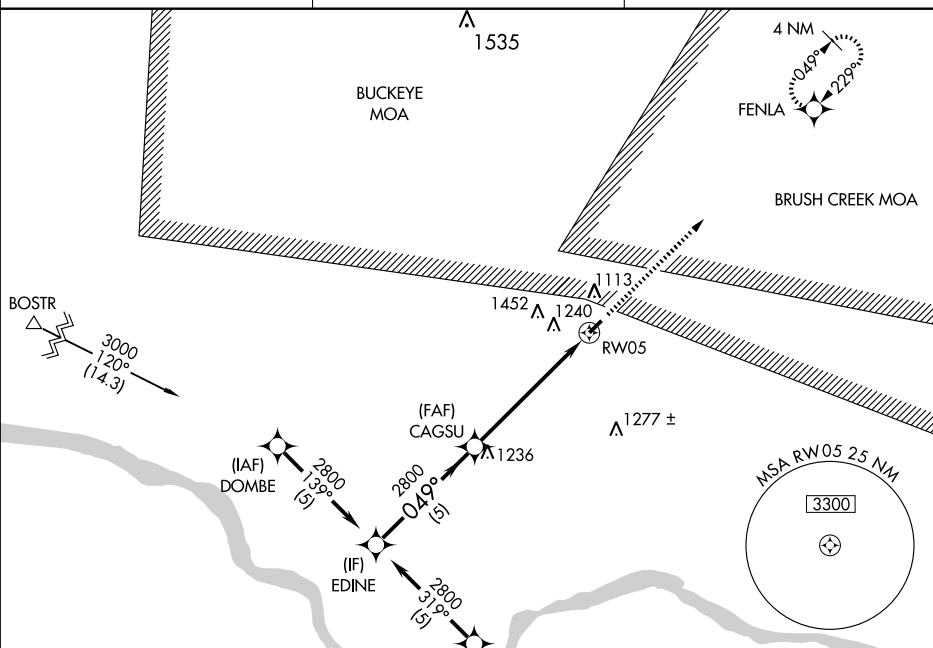 1535
4 NM
049°
229°
FENLA
BUCKEYE
MOA
BRUSH CREEK MOA
BOSTR
3000
120°
(14.3)
1452
1240
1113
RW05
(FAF)
CAGSU
1236
1277 ±
(IAF)
DOMBE
2800
139°
(5)
2800
049°
(5)
(IF)
EDINE
2800
319°
(5)
MSA RW05 25 NM
3300